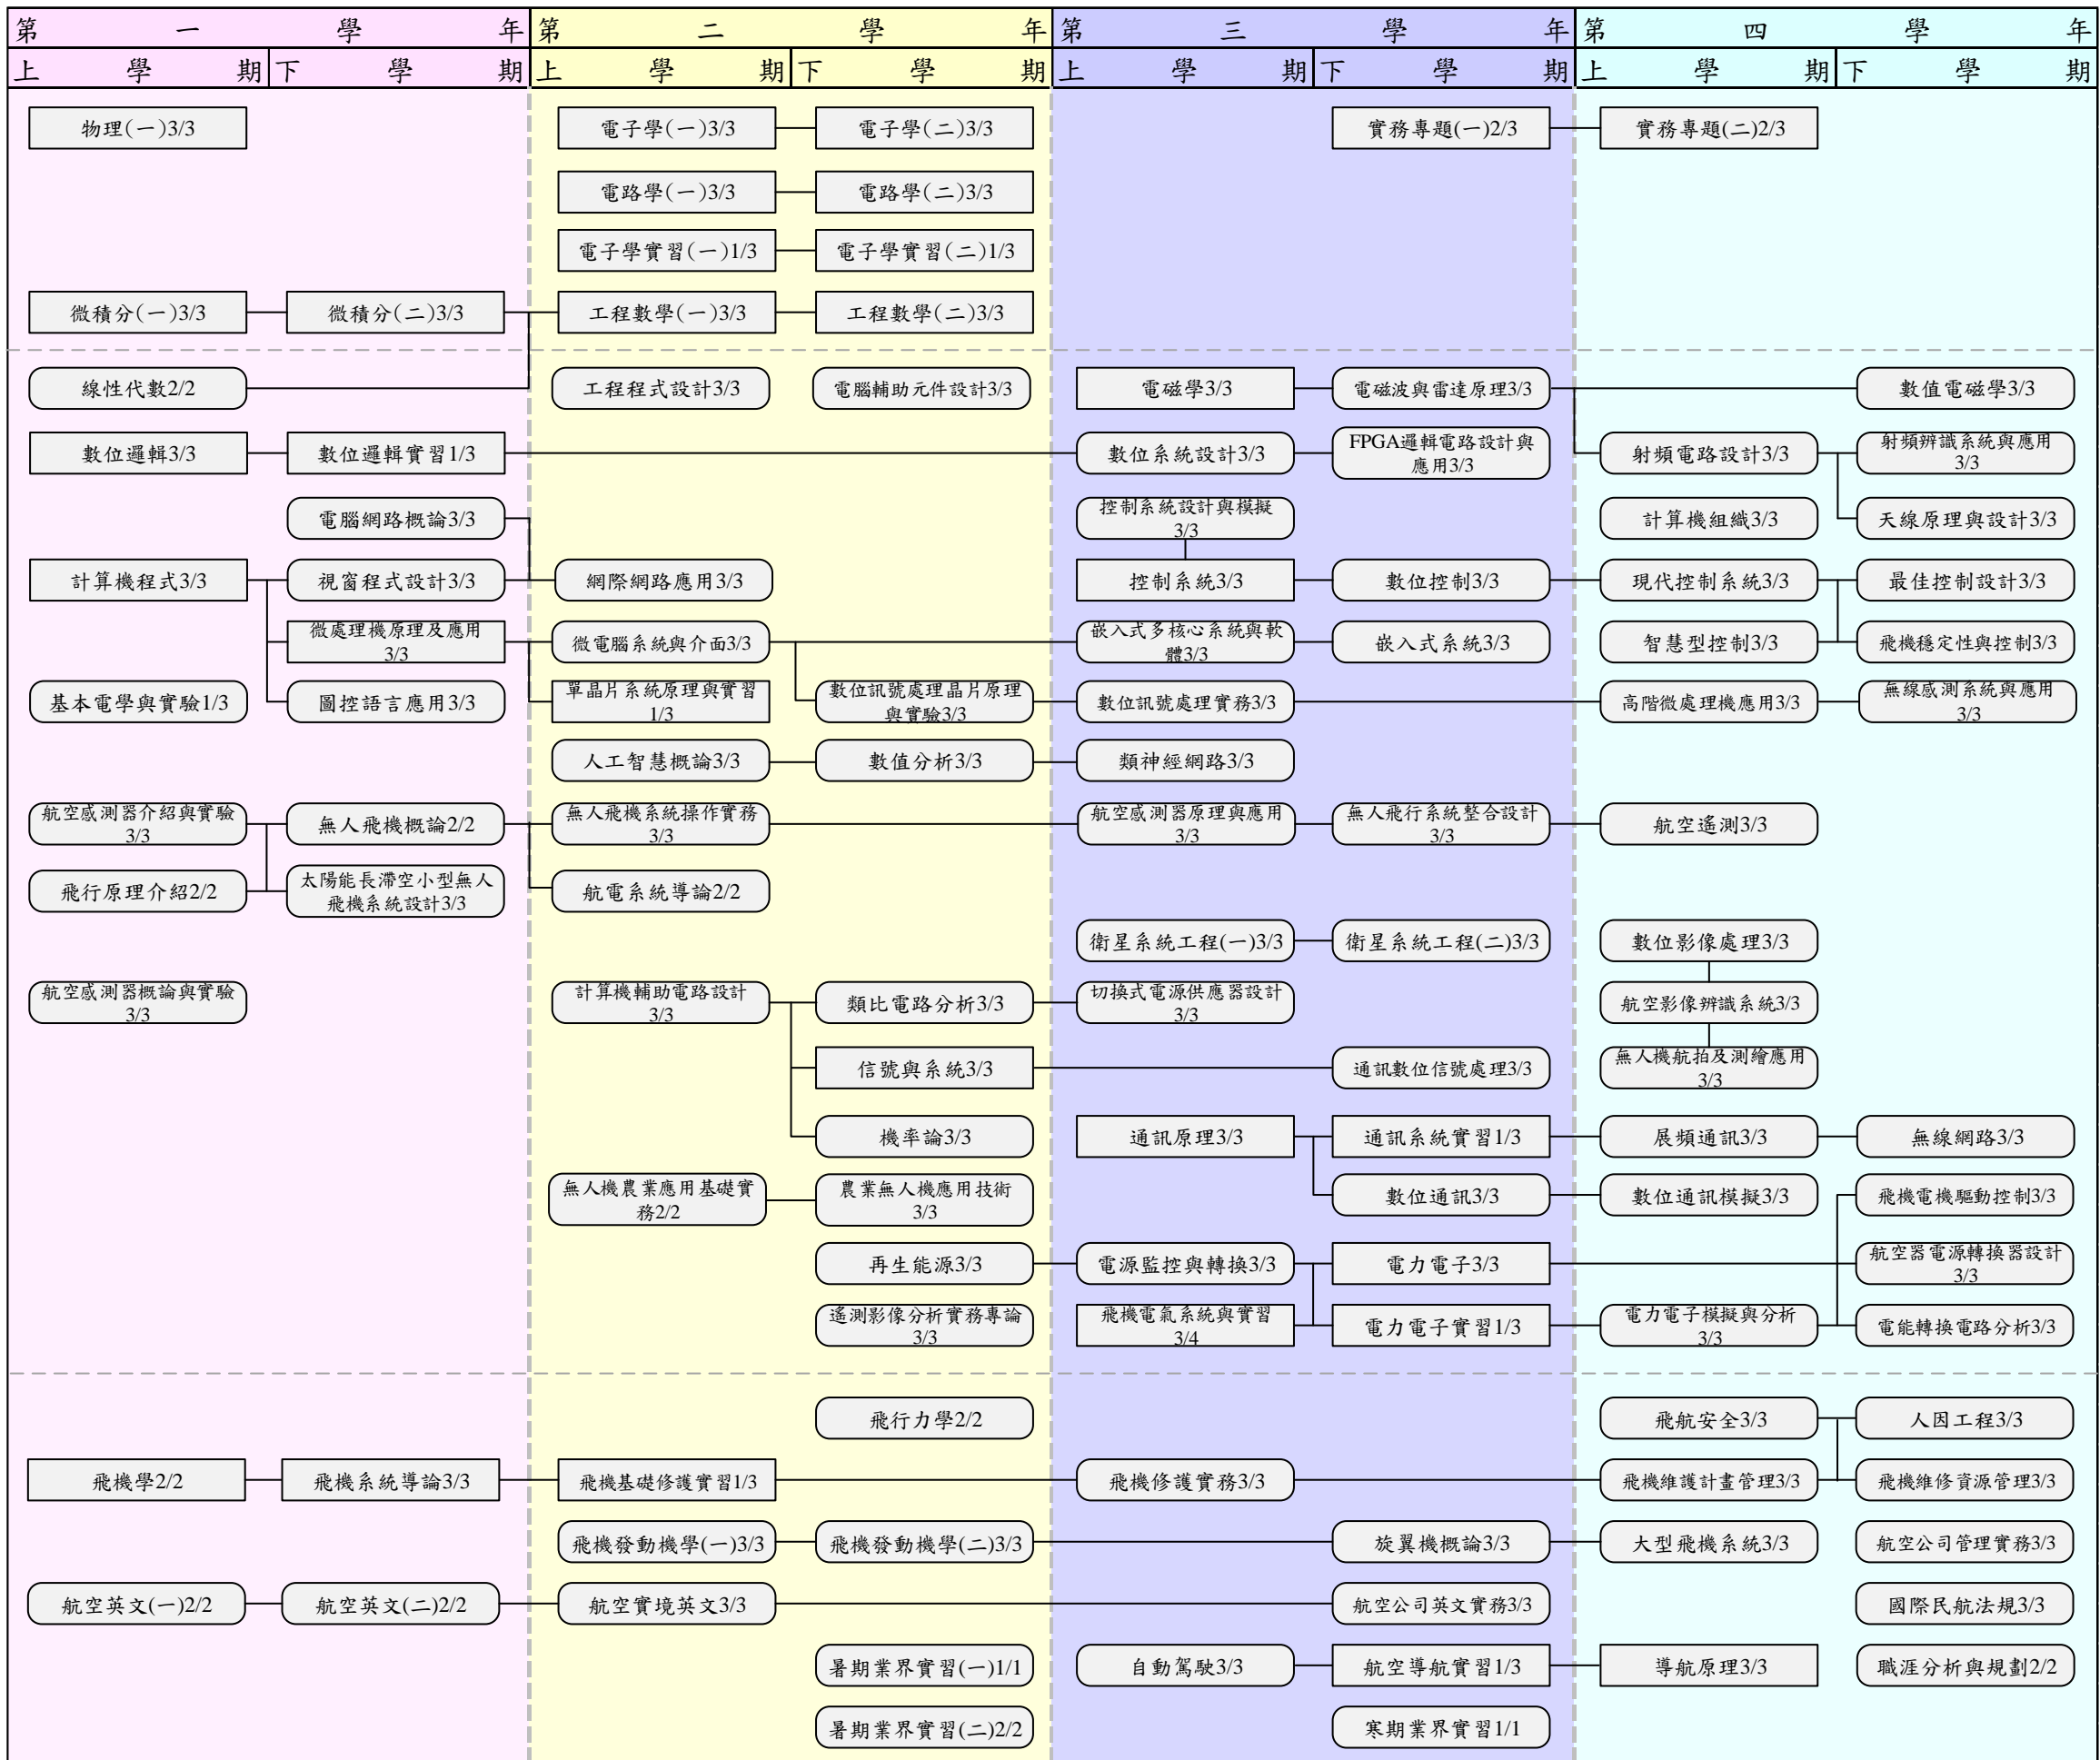 第一學年 第二學年 第三學年 第四學年
上學期 下學期 上學期 下學期 上學期 下學期 上學期 下學期
物理(一)3/3 電子學(一)3/3 電子學(二)3/3 實務專題(一)2/3 實務專題(二)2/3
電路學(一)3/3 電路學(二)3/3
電子學實習(一)1/3 電子學實習(二)1/3
微積分(一)3/3 微積分(二)3/3 工程數學(一)3/3 工程數學(二)3/3
線性代數2/2 工程程式設計3/3 電腦輔助元件設計3/3 電磁學3/3 電磁波與雷達原理3/3 數值電磁學3/3
數位邏輯3/3 數位邏輯實習1/3 數位系統設計3/3
FPGA邏輯電路設計與
應用3/3
射頻電路設計3/3
射頻辨識系統與應用
3/3
電腦網路概論3/3
控制系統設計與模擬
3/3
計算機組織3/3 天線原理與設計3/3
計算機程式3/3 視窗程式設計3/3 網際網路應用3/3 控制系統3/3 數位控制3/3 現代控制系統3/3 最佳控制設計3/3
微處理機原理及應用
3/3
微電腦系統與介面3/3
嵌入式多核心系統與軟
體3/3
嵌入式系統3/3 智慧型控制3/3 飛機穩定性與控制3/3
基本電學與實驗1/3 圖控語言應用3/3
單晶片系統原理與實習
1/3
數位訊號處理晶片原理
與實驗3/3
數位訊號處理實務3/3 高階微處理機應用3/3
無線感測系統與應用
3/3
人工智慧概論3/3 數值分析3/3 類神經網路3/3
航空感測器介紹與實驗
3/3
無人飛機概論2/2
無人飛機系統操作實務
3/3
航空感測器原理與應用
3/3
無人飛行系統整合設計
3/3
航空遙測3/3
飛行原理介紹2/2
太陽能長滯空小型無人
飛機系統設計3/3
航電系統導論2/2
衛星系統工程(一)3/3 衛星系統工程(二)3/3 數位影像處理3/3
航空感測器概論與實驗
3/3
計算機輔助電路設計
3/3
類比電路分析3/3
切換式電源供應器設計
3/3
航空影像辨識系統3/3
信號與系統3/3 通訊數位信號處理3/3
無人機航拍及測繪應用
3/3
機率論3/3 通訊原理3/3 通訊系統實習1/3 展頻通訊3/3 無線網路3/3
無人機農業應用基礎實
務2/2
農業無人機應用技術
3/3
數位通訊3/3 數位通訊模擬3/3 飛機電機驅動控制3/3
再生能源3/3 電源監控與轉換3/3 電力電子3/3
航空器電源轉換器設計
3/3
遙測影像分析實務專論
3/3
飛機電氣系統與實習
3/4
電力電子實習1/3
電力電子模擬與分析
3/3
電能轉換電路分析3/3
飛行力學2/2 飛航安全3/3 人因工程3/3
飛機學2/2 飛機系統導論3/3 飛機基礎修護實習1/3 飛機修護實務3/3 飛機維護計畫管理3/3 飛機維修資源管理3/3
飛機發動機學(一)3/3 飛機發動機學(二)3/3 旋翼機概論3/3 大型飛機系統3/3 航空公司管理實務3/3
航空英文(一)2/2 航空英文(二)2/2 航空實境英文3/3 航空公司英文實務3/3 國際民航法規3/3
暑期業界實習(一)1/1 自動駕駛3/3 航空導航實習1/3 導航原理3/3 職涯分析與規劃2/2
暑期業界實習(二)2/2 寒期業界實習1/1